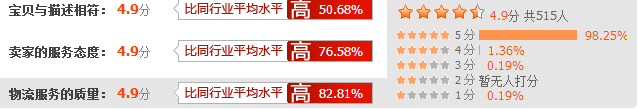 宝贝与描述相符： 4.9分 比同行业平均水平 高 50.68%
卖家的服务态度： 4.9分 比同行业平均水平 高 76.58%
物流服务的质量： 4.9分 比同行业平均水平 高 82.81%
4.9分 共515人
5分 98.25%
4分 1.36%
3分 0.19%
2分 暂无人打分
1分 0.19%